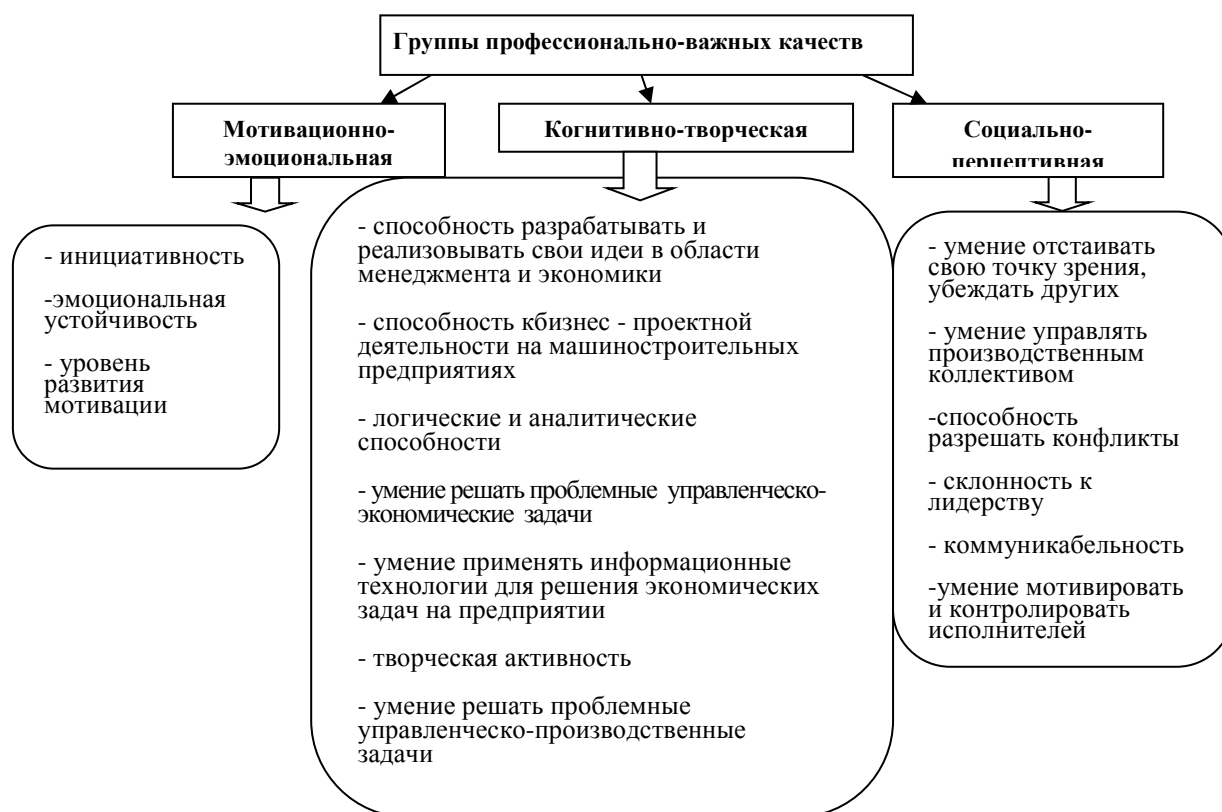 Группы профессионально-важных качеств
Мотивационно-
эмоциональная
Когнитивно-творческая
Социально-
перцептивная
- инициативность
-эмоциональная
устойчивость
- уровень
развития
мотивации
- способность разрабатывать и
реализовывать свои идеи в области
менеджмента и экономики
- способность кбизнес - проектной
деятельности на машиностроительных
предприятиях
- логические и аналитические
способности
- умение решать проблемные управленческо-
экономические задачи
- умение применять информационные
технологии для решения экономических
задач на предприятии
- творческая активность
- умение решать проблемные
управленческо-производственные
задачи
- умение отстаивать
свою точку зрения,
убеждать других
- умение управлять
производственным
коллективом
-способность
разрешать конфликты
- склонность к
лидерству
- коммуникабельность
-умение мотивировать
и контролировать
исполнителей